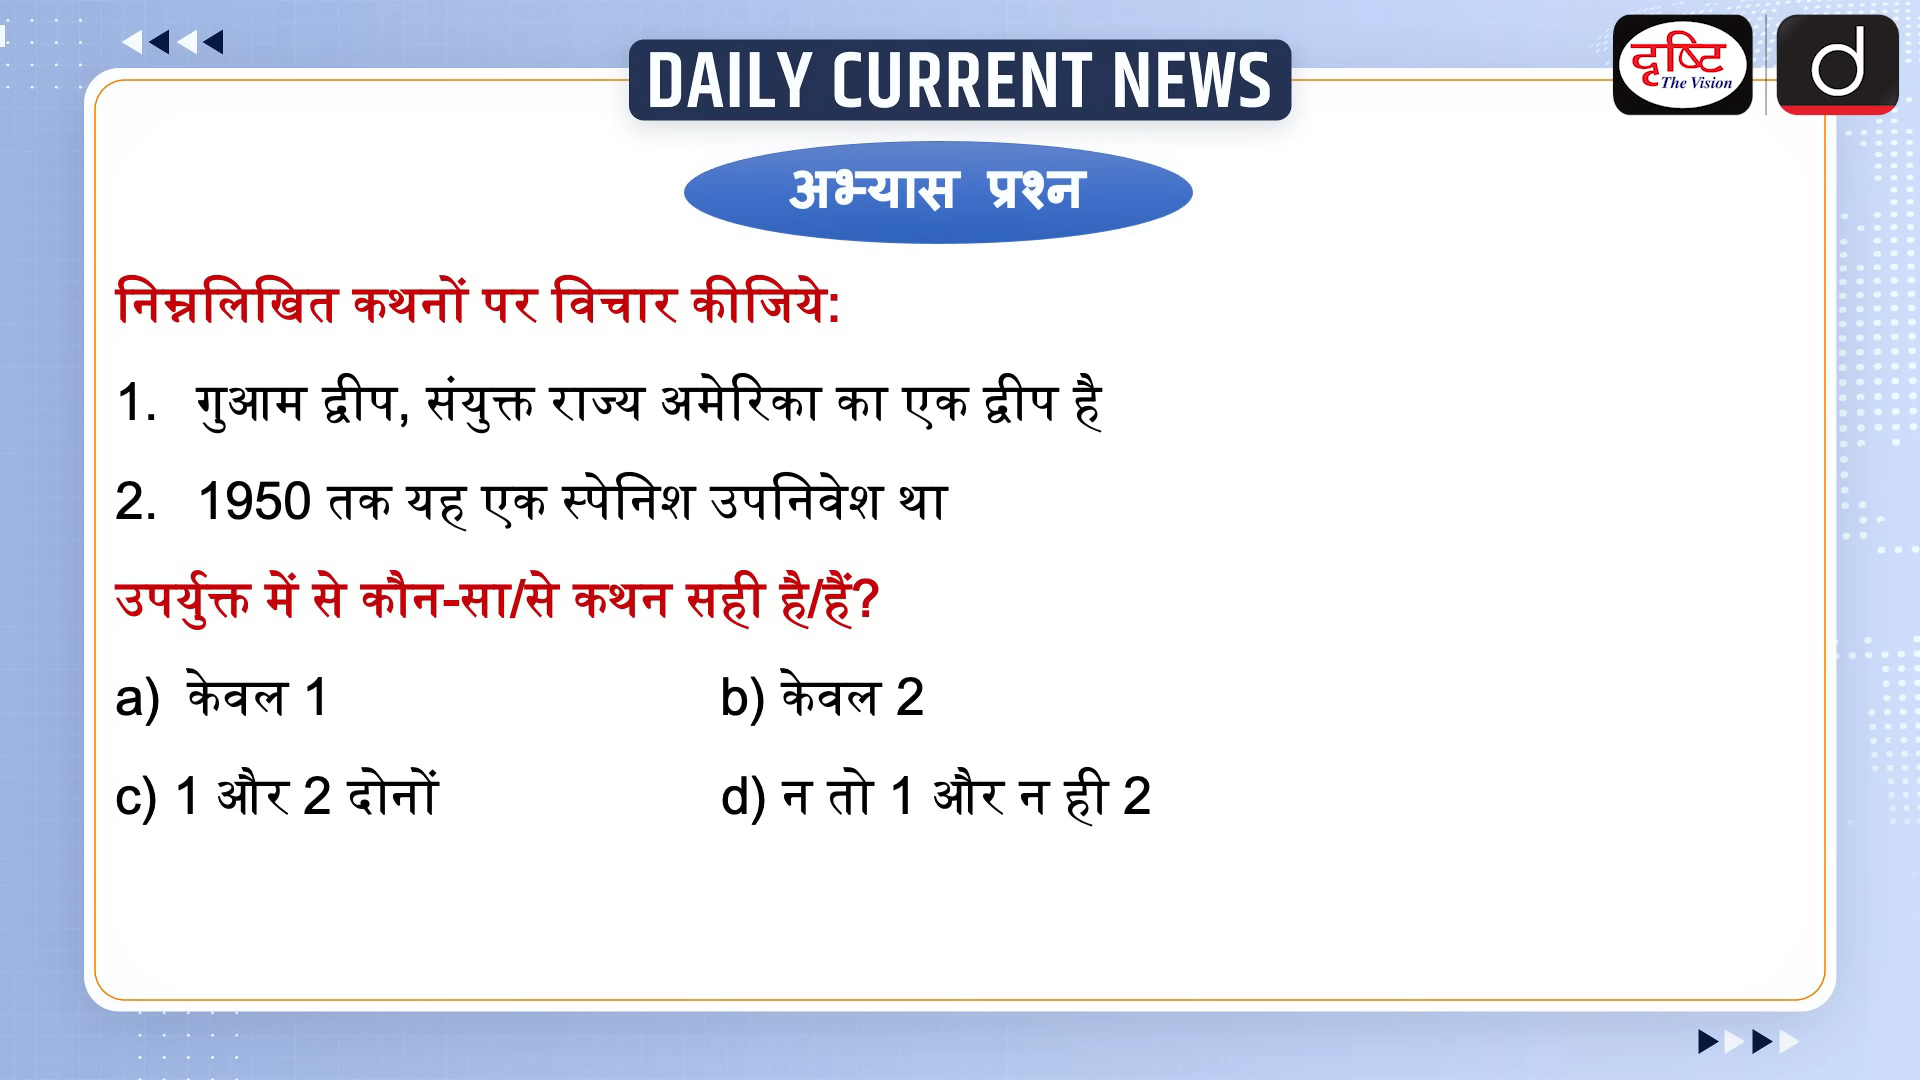 DAILY CURRENT NEWS
दृष्टि
The Vision
d
अभ्यास प्रश्न
निम्नलिखित कथनों पर विचार कीजिये:
1. गुआम द्वीप, संयुक्त राज्य अमेरिका का एक द्वीप है
2. 1950 तक यह एक स्पेनिश उपनिवेश था
उपर्युक्त में से कौन-सा/से कथन सही है/हैं?
a) केवल 1 b) केवल 2
c) 1 और 2 दोनों d) न तो 1 और न ही 2